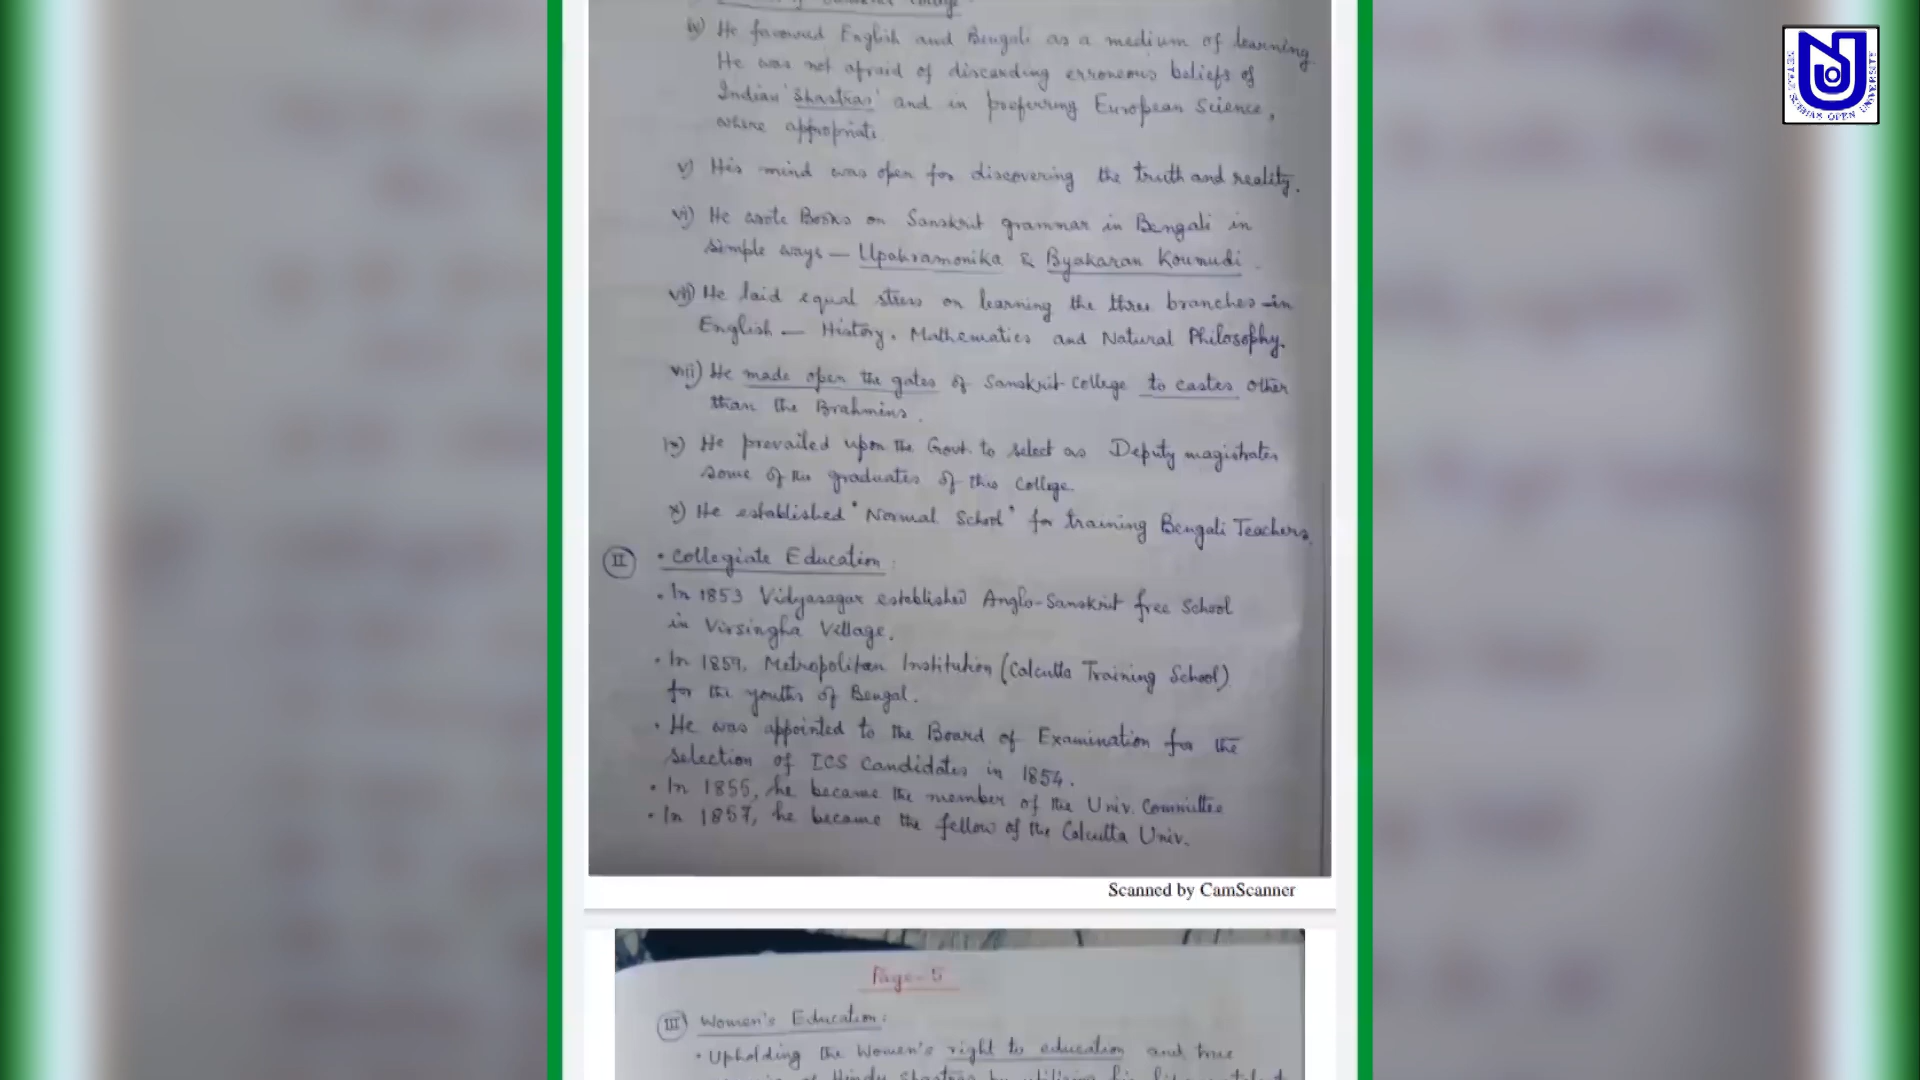 iv) He favoured English and Bengali as a medium of learning
He was not afraid of discarding erroneous beliefs of
Indian 'Shastras' and in preferring European Science,
where appropriate.
v) His mind was open for discovering the truth and reality.
vi) He wrote Books on Sanskrit grammar in Bengali in
simple ways — Upakramonika & Byakaran Koumudi.
vii) He laid equal stress on learning the three branches in
English — History, Mathematics and Natural Philosophy.
viii) He made open the gates of Sanskrit College to castes other
than the Brahmins.
ix) He prevailed upon the Govt. to select as Deputy magistrates
some of the graduates of this College.
x) He established "Normal School" for training Bengali Teachers.
II • Collegiate Education:
• In 1853 Vidyasagar established Anglo-Sanskrit free School
in Virsingha Village.
• In 1859, Metropolitan Institution (Calcutta Training School)
for the youths of Bengal.
• He was appointed to the Board of Examination for the
selection of ICS Candidates in 1854.
• In 1855, he became the member of the Univ. Committee
• In 1857, he became the fellow of the Calcutta Univ.
Scanned by CamScanner
Page-5
III Women's Education:
• Upholding the Women's right to education and true
NETAJI SUBHAS OPEN UNIVERSITY